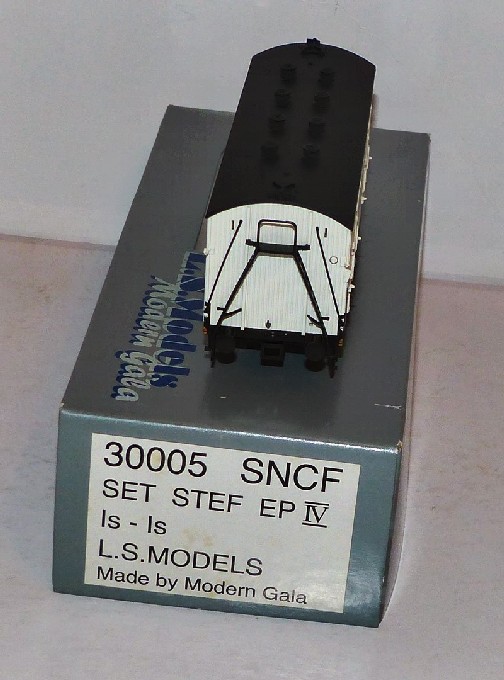 L.S.Models
Modern Gala
30005 SNCF
SET STEF EP IV
Is - Is
L.S.MODELS
Made by Modern Gala